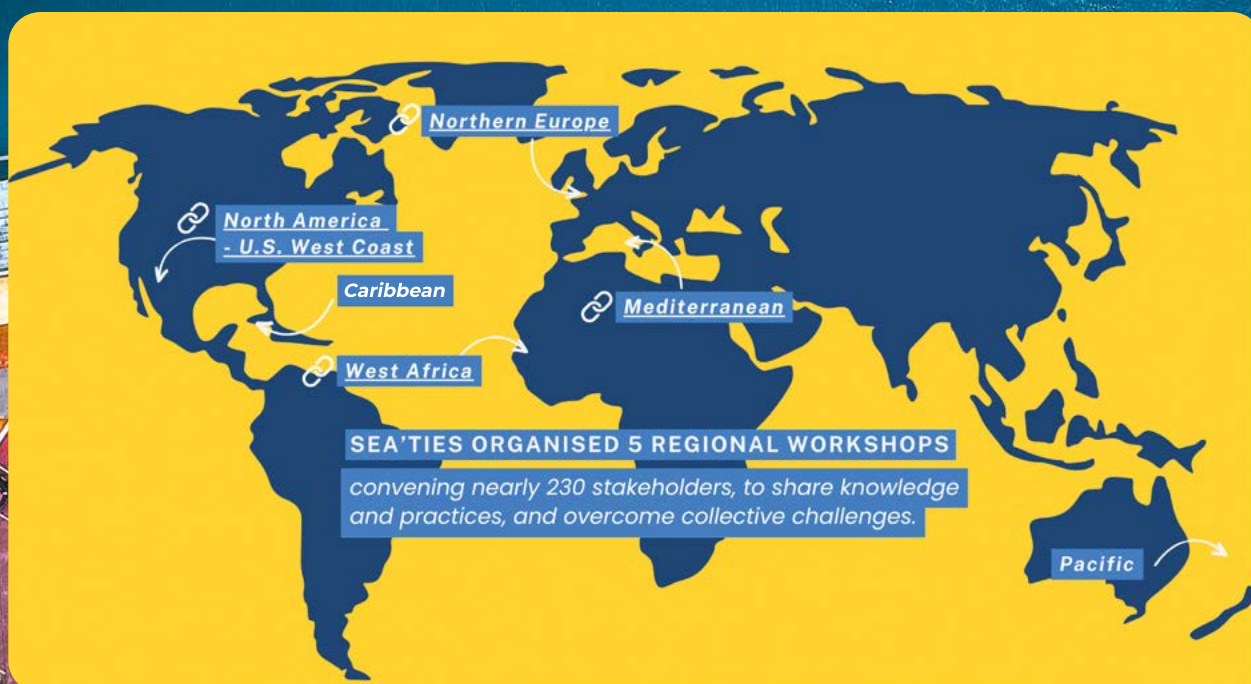 Northern Europe
North America
- U.S. West Coast
Caribbean
Mediterranean
West Africa
SEA'TIES ORGANISED 5 REGIONAL WORKSHOPS
convening nearly 230 stakeholders, to share knowledge
and practices, and overcome collective challenges.
Pacific